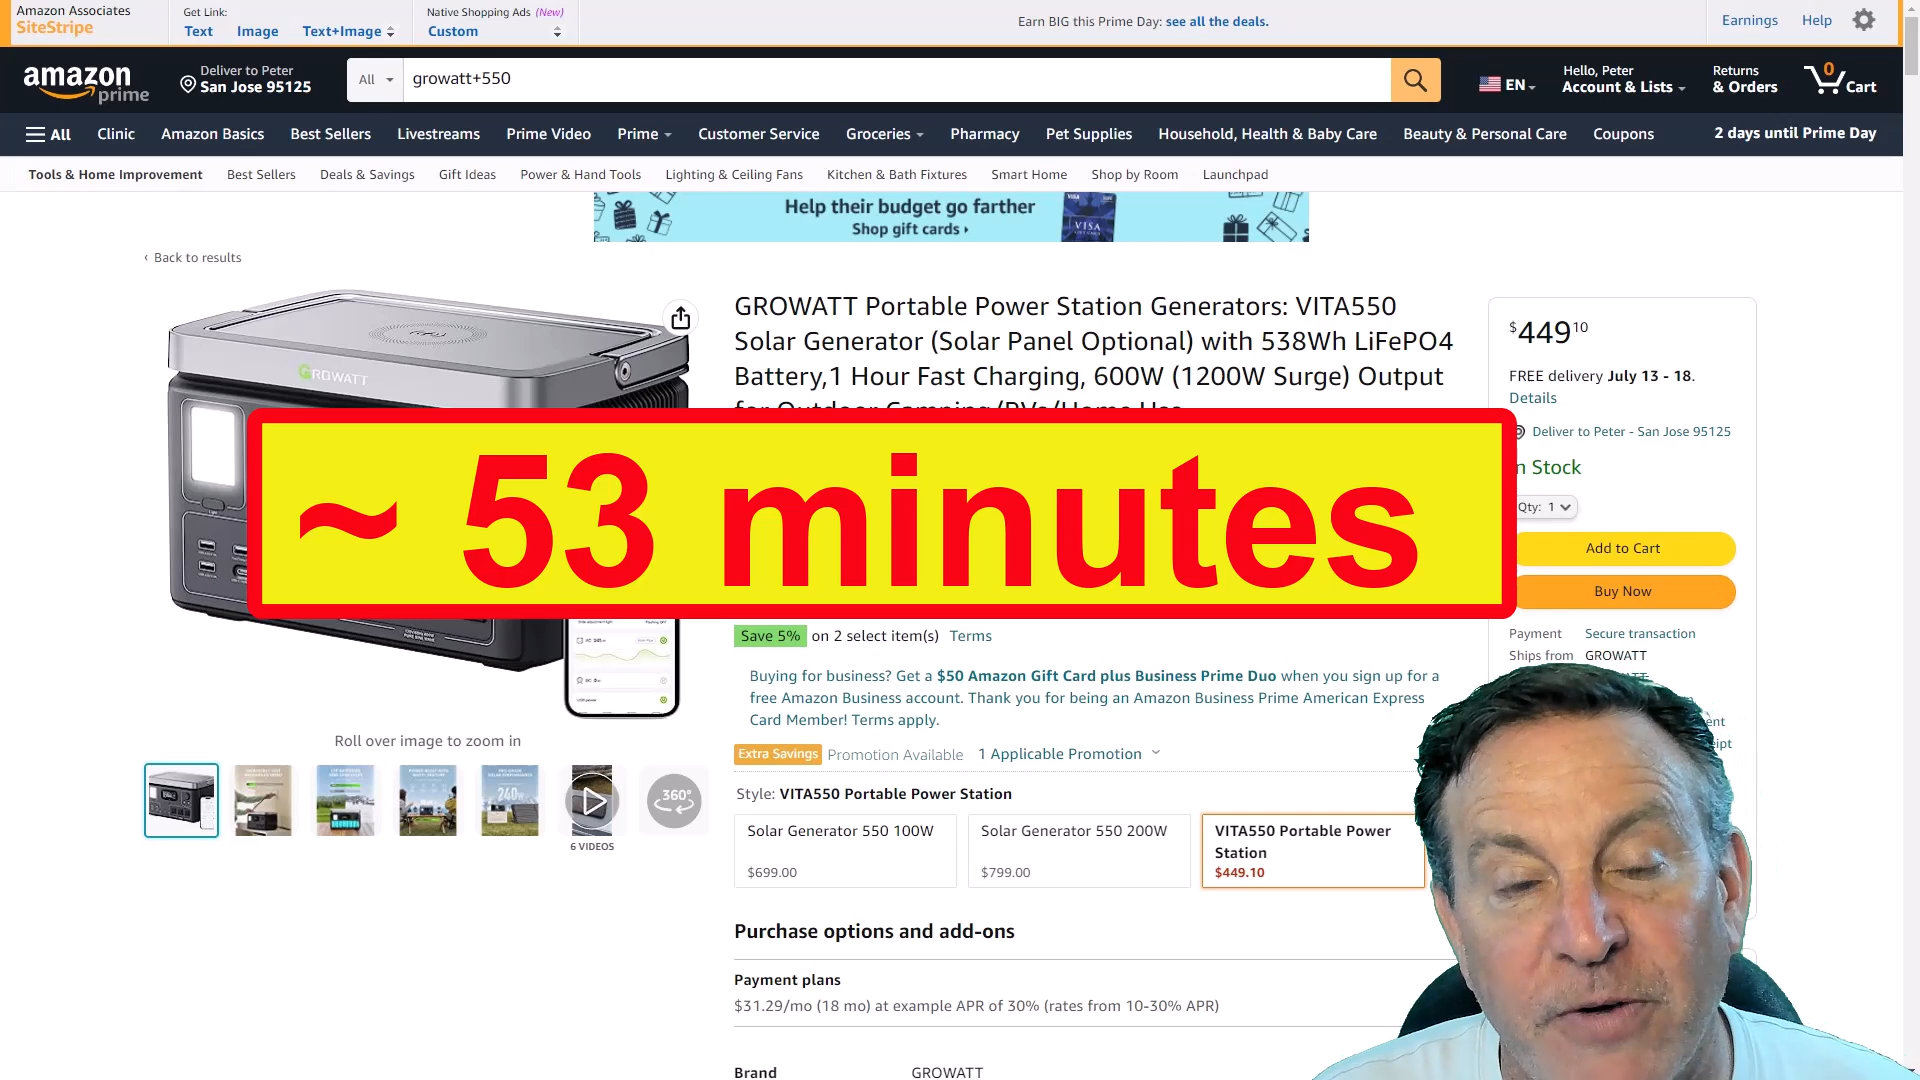 Amazon Associates
SiteStripe
Get Link:
Text
Image
Text+Image
Native Shopping Ads (New)
Custom
Earn BIG this Prime Day: see all the deals.
Earnings
Help
amazon
prime
Deliver to Peter
San Jose 95125
All
growatt+550
EN
Hello, Peter
Account & Lists
Returns
& Orders
0
Cart
All
Clinic
Amazon Basics
Best Sellers
Livestreams
Prime Video
Prime
Customer Service
Groceries
Pharmacy
Pet Supplies
Household, Health & Baby Care
Beauty & Personal Care
Coupons
2 days until Prime Day
Tools & Home Improvement
Best Sellers
Deals & Savings
Gift Ideas
Power & Hand Tools
Lighting & Ceiling Fans
Kitchen & Bath Fixtures
Smart Home
Shop by Room
Launchpad
Help their budget go farther
Shop gift cards
VISA
‹ Back to results
GROWATT
GROWATT Portable Power Station Generators: VITA550
Solar Generator (Solar Panel Optional) with 538Wh LiFePO4
Battery,1 Hour Fast Charging, 600W (1200W Surge) Output
for Outdoor Camping/RVs/Home Use
~ 53 minutes
$449 10
FREE delivery July 13 - 18.
Details
Deliver to Peter - San Jose 95125
In Stock
Qty: 1
Add to Cart
Buy Now
Payment Secure transaction
Ships from GROWATT
Save 5% on 2 select item(s) Terms
Buying for business? Get a $50 Amazon Gift Card plus Business Prime Duo when you sign up for a
free Amazon Business account. Thank you for being an Amazon Business Prime American Express
Card Member! Terms apply.
Extra Savings Promotion Available 1 Applicable Promotion
Roll over image to zoom in
240w
6 VIDEOS
360°
Style: VITA550 Portable Power Station
Solar Generator 550 100W
$699.00
Solar Generator 550 200W
$799.00
VITA550 Portable Power
Station
$449.10
Purchase options and add-ons
Payment plans
$31.29/mo (18 mo) at example APR of 30% (rates from 10-30% APR)
Brand GROWATT